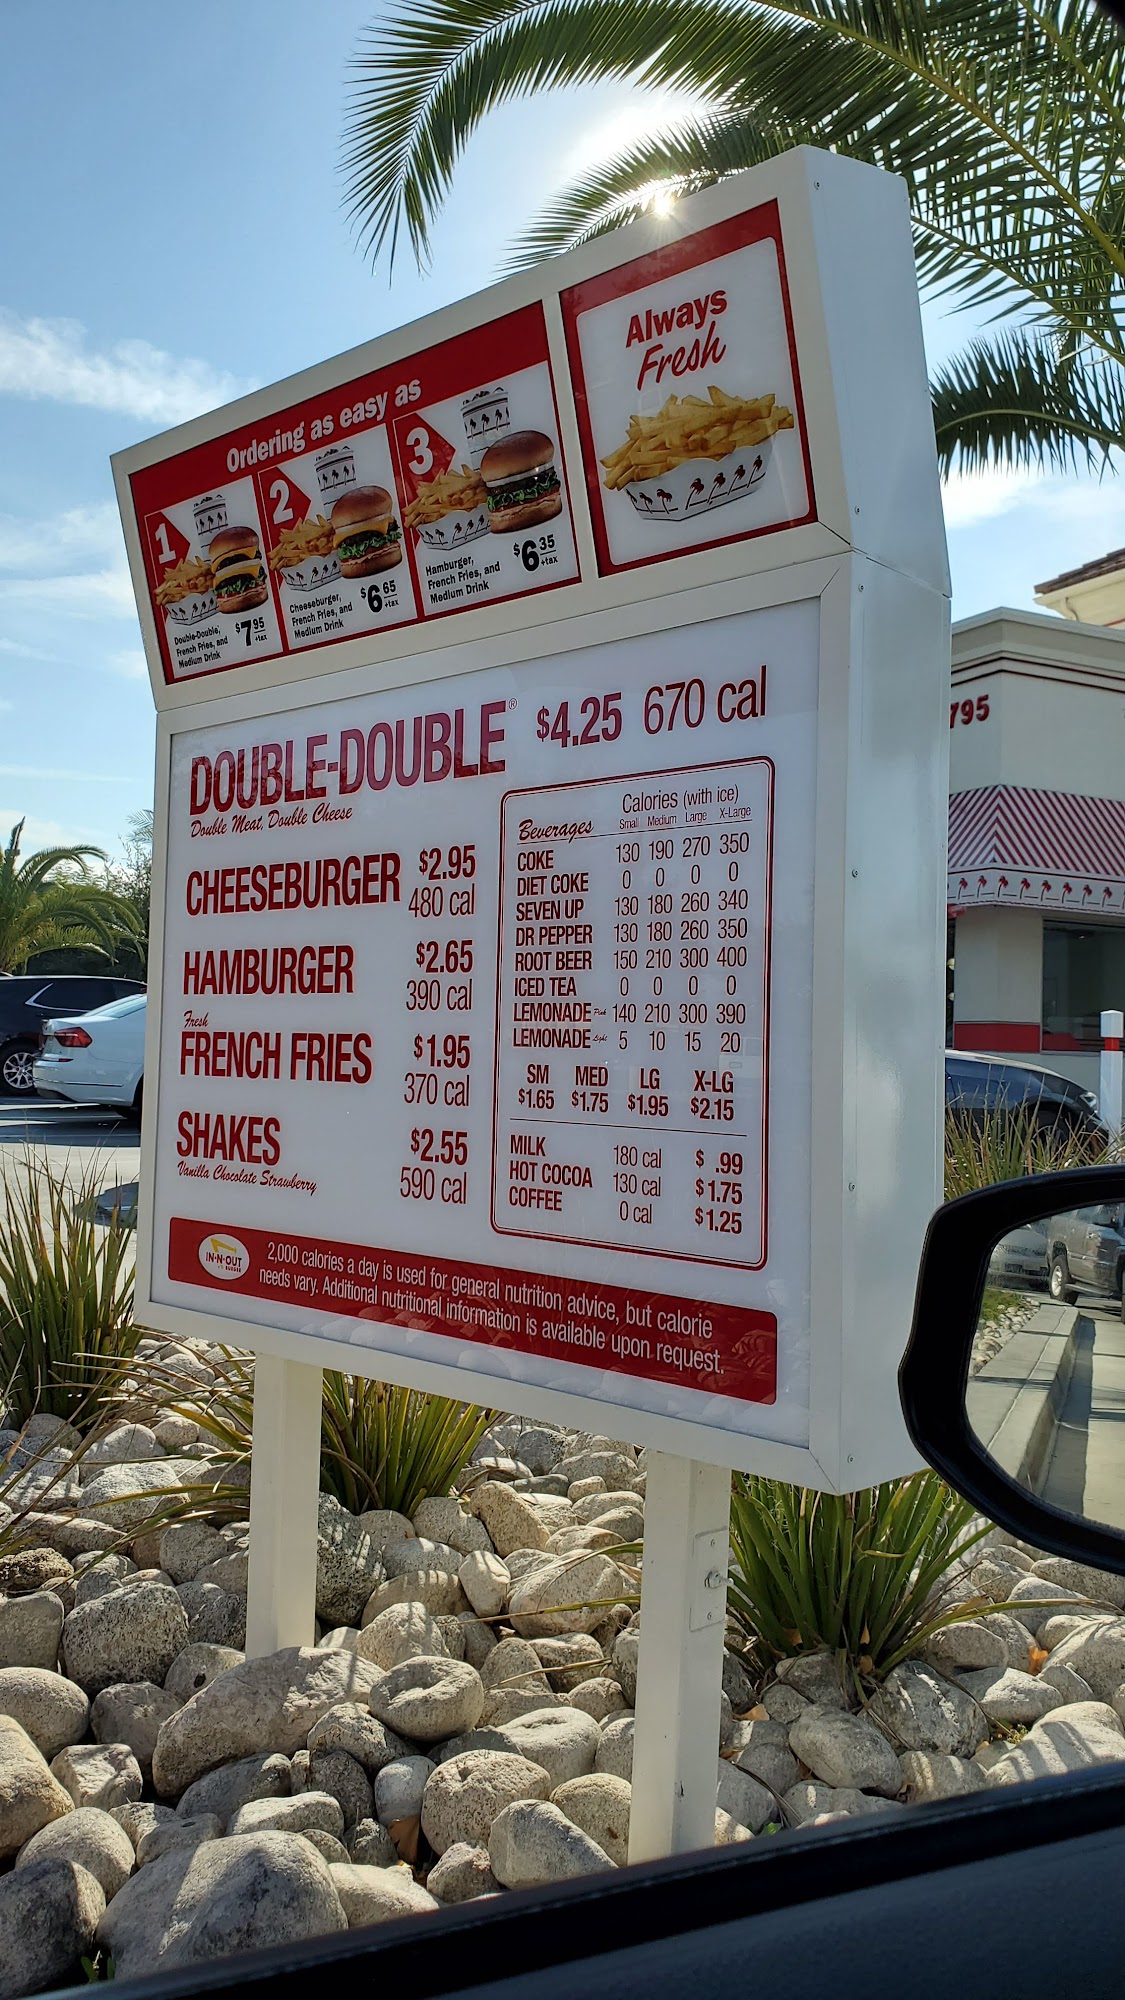 Ordering as easy as
1
Double-Double,
French Fries, and
Medium Drink
$7 95
+tax
2
Cheeseburger,
French Fries, and
Medium Drink
$6 65
+tax
3
Hamburger,
French Fries, and
Medium Drink
$6 35
+tax
Always
Fresh
DOUBLE-DOUBLE® $4.25 670 cal
Double Meat, Double Cheese
CHEESEBURGER $2.95
480 cal
HAMBURGER $2.65
390 cal
Fresh
FRENCH FRIES $1.95
370 cal
SHAKES $2.55
Vanilla Chocolate Strawberry 590 cal
Calories (with ice)
Beverages Small Medium Large X-Large
COKE 130 190 270 350
DIET COKE 0 0 0 0
SEVEN UP 130 180 260 340
DR PEPPER 130 180 260 350
ROOT BEER 150 210 300 400
ICED TEA 0 0 0 0
LEMONADE Pink 140 210 300 390
LEMONADE Light 5 10 15 20
SM MED LG X-LG
$1.65 $1.75 $1.95 $2.15
MILK 180 cal $ .99
HOT COCOA 130 cal $1.75
COFFEE 0 cal $1.25
IN-N-OUT
BURGER
2,000 calories a day is used for general nutrition advice, but calorie
needs vary. Additional nutritional information is available upon request.
795